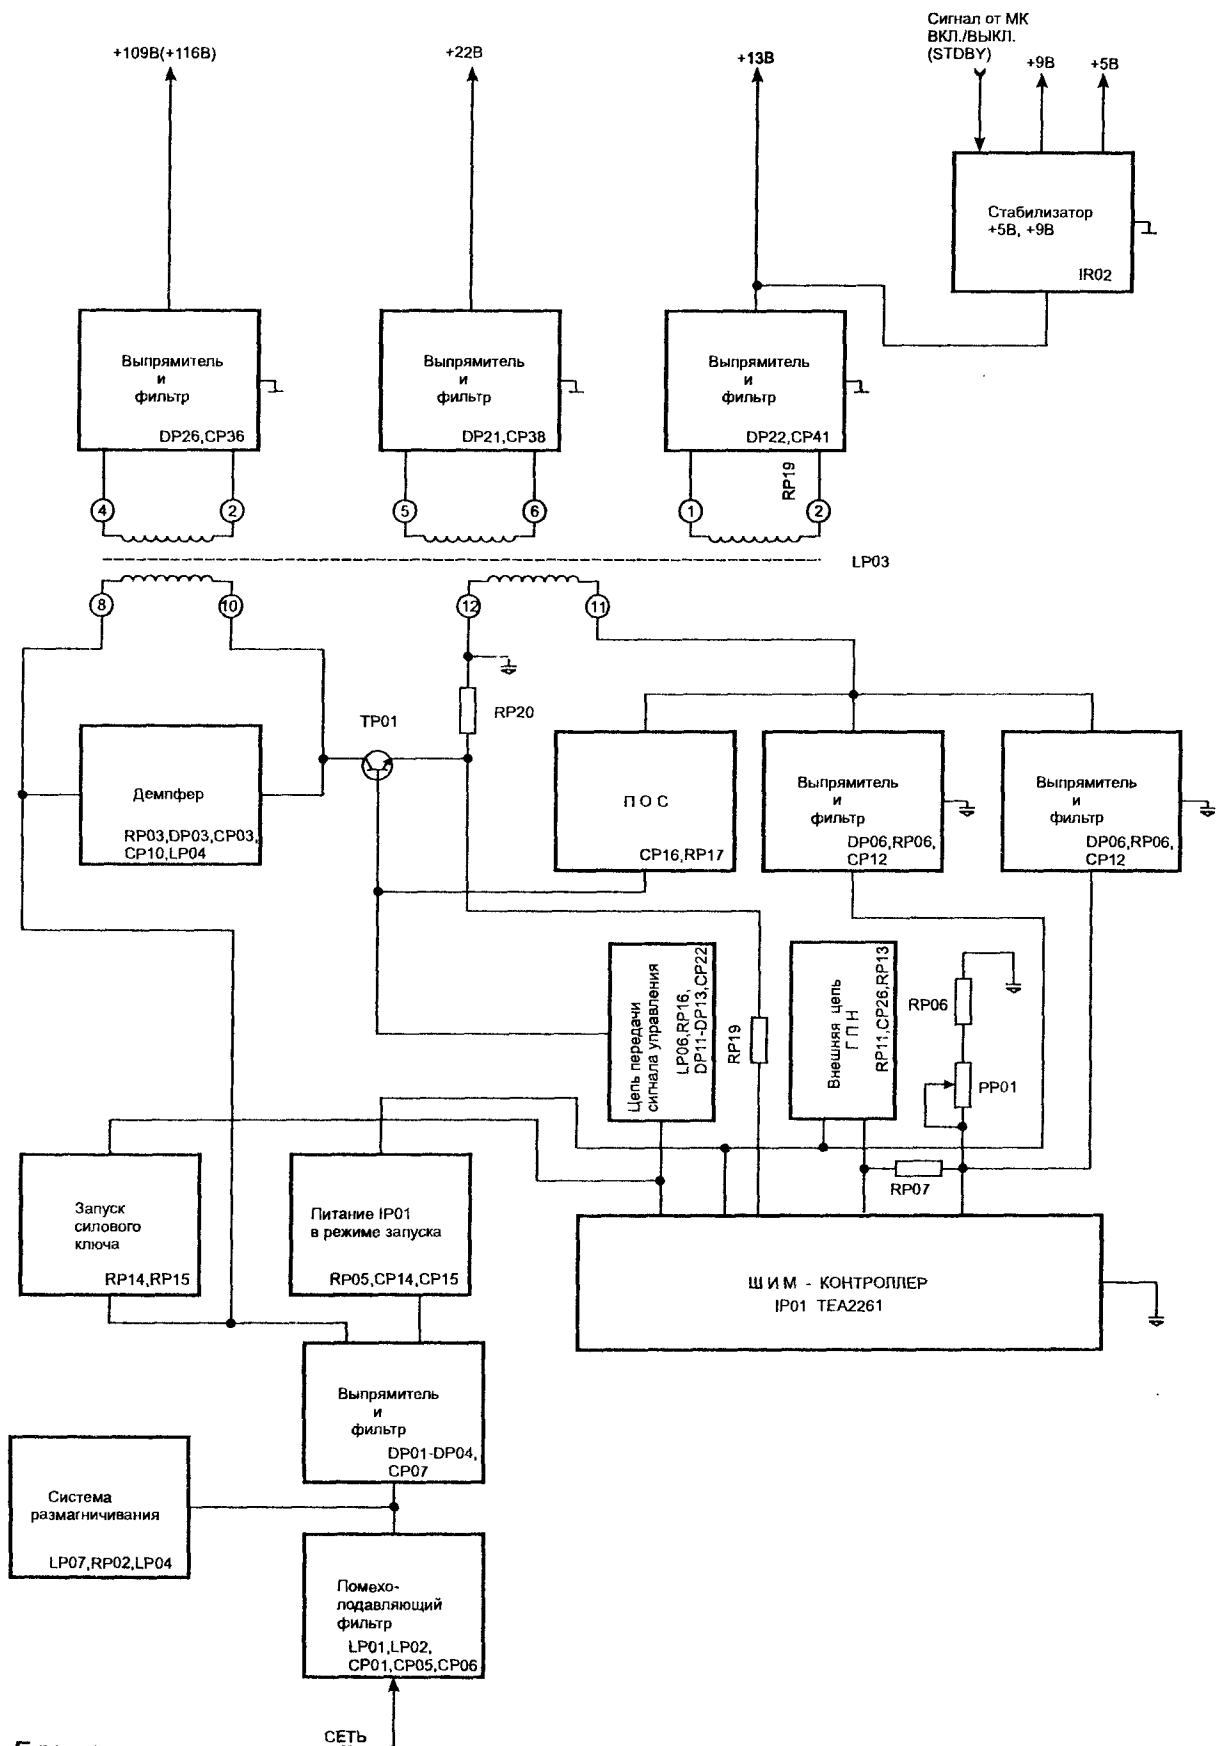 Сигнал от МК
ВКЛ./ВЫКЛ.
(STDBY)
+109В(+116В)
+22В
+13В
+9В
+5В
Стабилизатор
+5В, +9В
IR02
Выпрямитель
и
фильтр
DP26,CP36
Выпрямитель
и
фильтр
DP21,CP38
Выпрямитель
и
фильтр
DP22,CP41
RP19
4
2
5
6
1
2
LP03
8
10
12
11
TP01
RP20
Демпфер
RP03,DP03,CP03,
CP10,LP04
П О С
CP16,RP17
Выпрямитель
и
фильтр
DP06,RP06,
CP12
Выпрямитель
и
фильтр
DP06,RP06,
CP12
Цепь передачи
сигнала управления
LP06,RP16,
DP11-DP13,CP22
RP19
Внешняя цепь
Г П Н
RP11,CP26,RP13
RP06
PP01
RP07
Запуск
силового
ключа
RP14,RP15
Питание IP01
в режиме запуска
RP05,CP14,CP15
Ш И М - КОНТРОЛЛЕР
IP01 TEA2261
Выпрямитель
и
фильтр
DP01-DP04,
CP07
Система
размагничивания
LP07,RP02,LP04
Помехо-
подавляющий
фильтр
LP01,LP02,
CP01,CP05,CP06
СЕТЬ